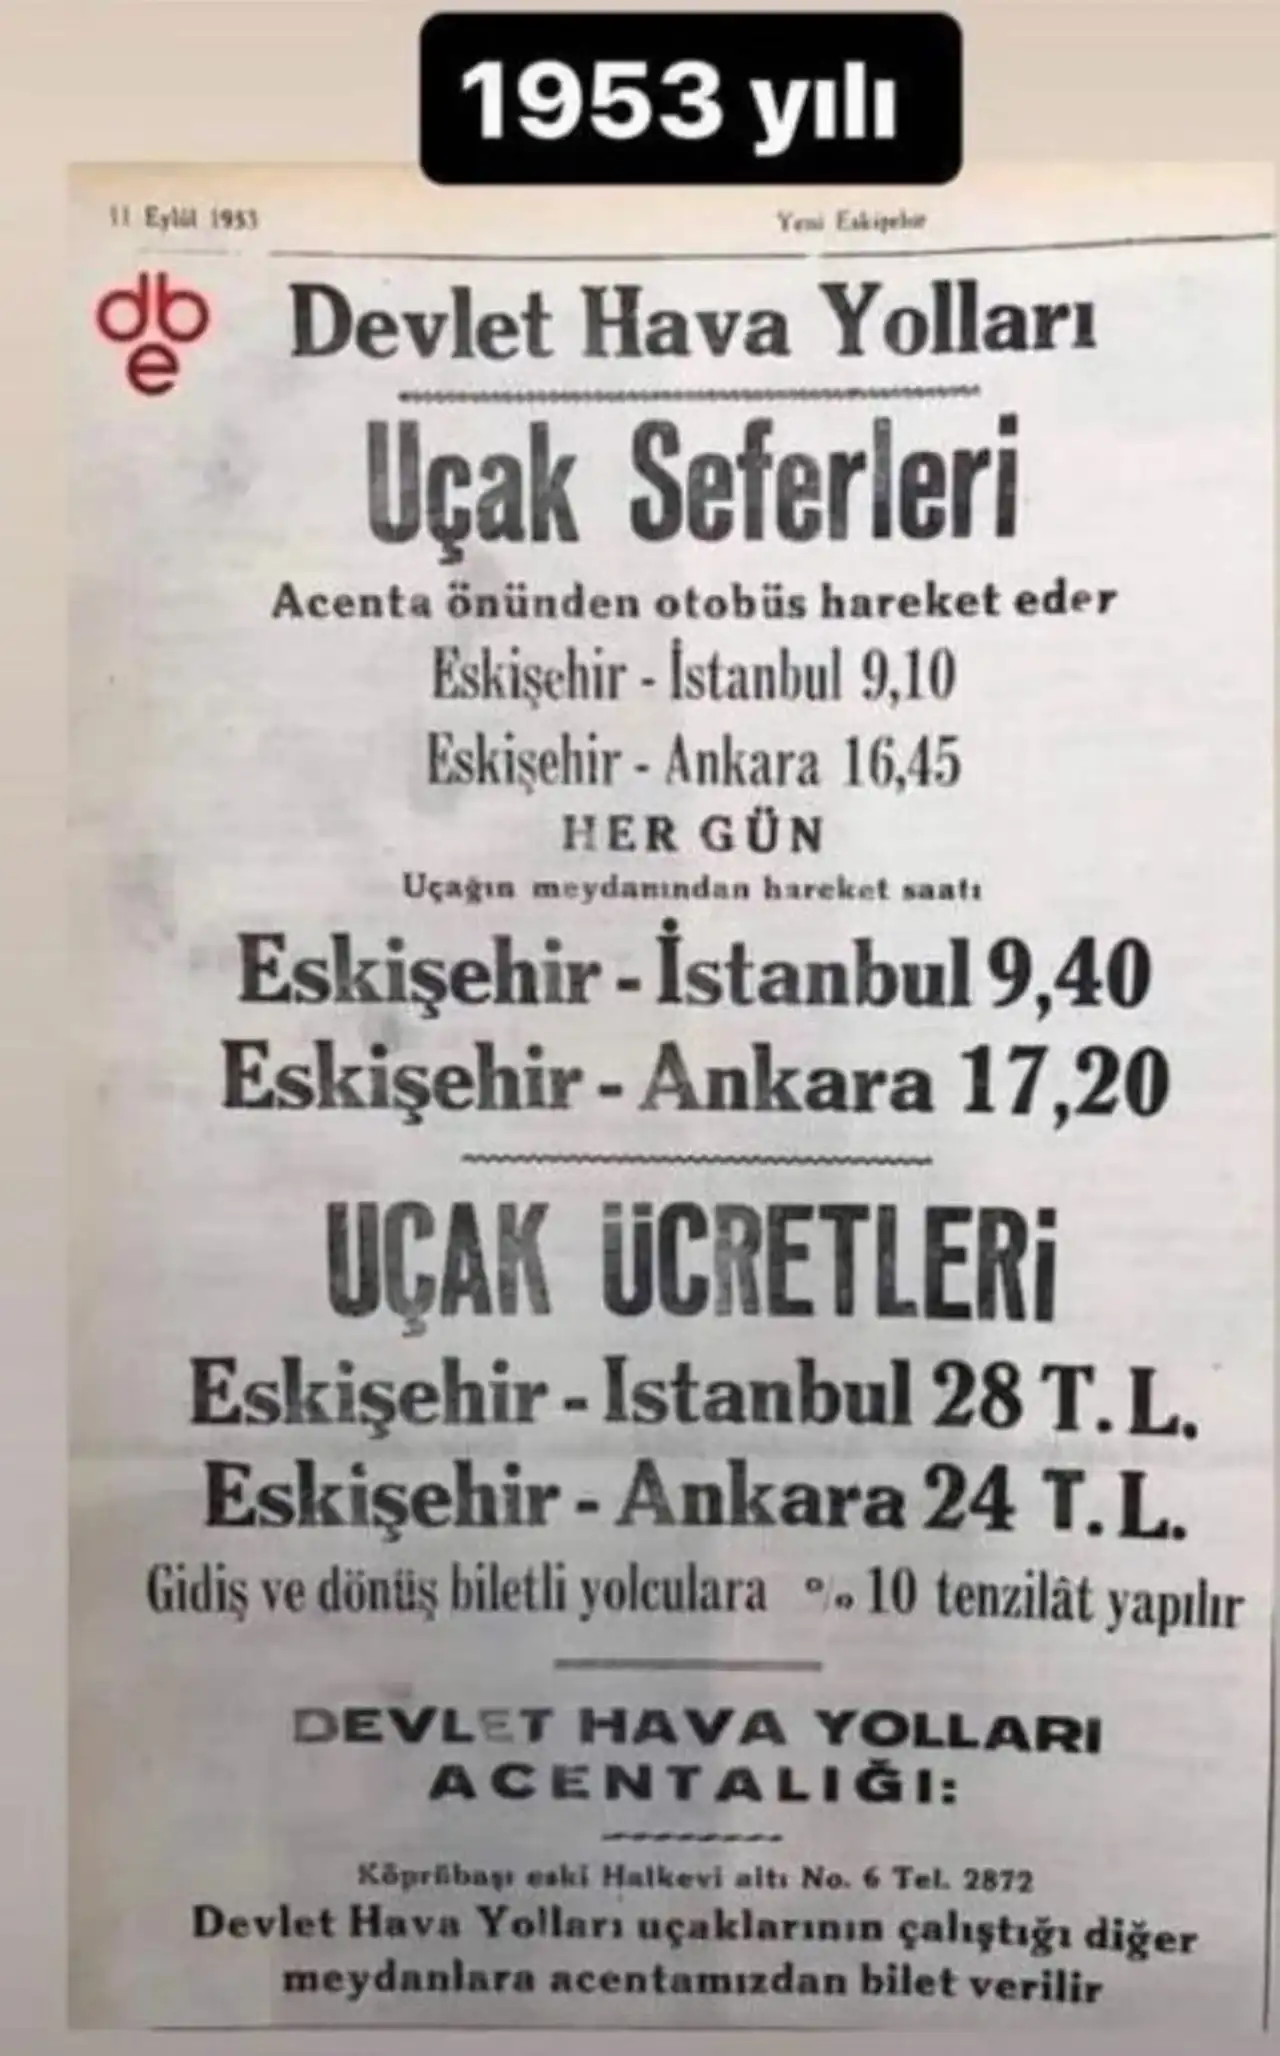 1953 yılı
11 Eylül 1953
Yeni Eskişehir
db
e
Devlet Hava Yolları
Uçak Seferleri
Acenta önünden otobüs hareket eder
Eskişehir - İstanbul 9,10
Eskişehir - Ankara 16,45
HER GÜN
Uçağın meydanından hareket saatı
Eskişehir - İstanbul 9,40
Eskişehir - Ankara 17,20
UÇAK ÜCRETLERİ
Eskişehir - Istanbul 28 T. L.
Eskişehir - Ankara 24 T. L.
Gidiş ve dönüş biletli yolculara % 10 tenzilât yapılır
DEVLET HAVA YOLLARI
ACENTALIĞI:
Köprübaşı eski Halkevi altı No. 6 Tel. 2872
Devlet Hava Yolları uçaklarının çalıştığı diğer
meydanlara acentamızdan bilet verilir